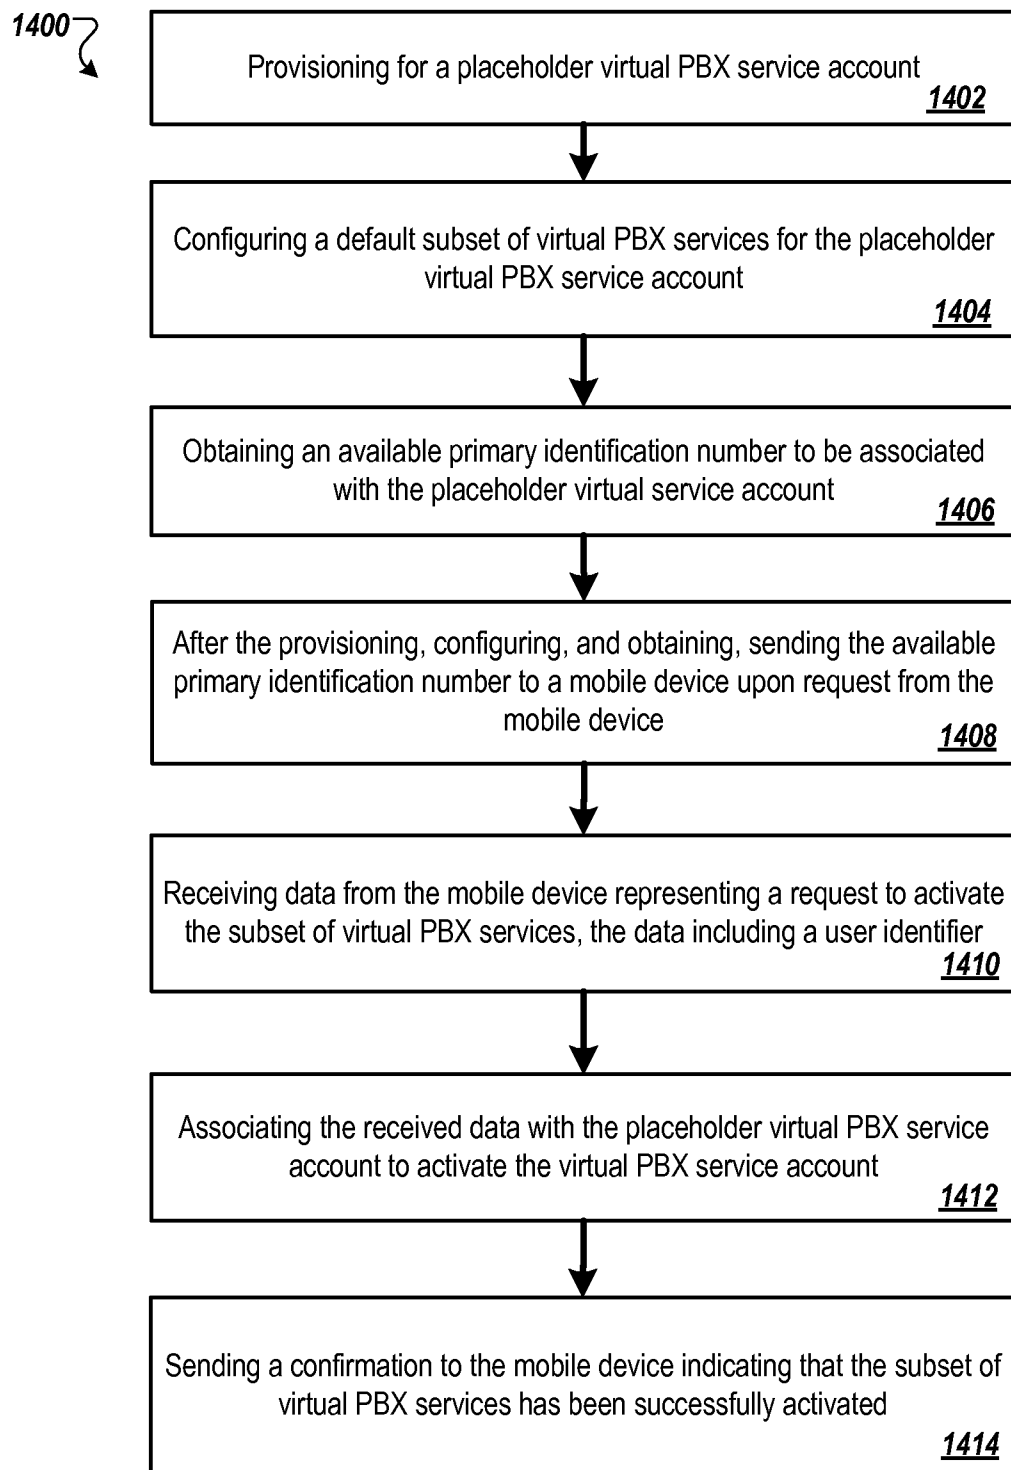 1400
Provisioning for a placeholder virtual PBX service account
1402
Configuring a default subset of virtual PBX services for the placeholder
virtual PBX service account
1404
Obtaining an available primary identification number to be associated
with the placeholder virtual service account
1406
After the provisioning, configuring, and obtaining, sending the available
primary identification number to a mobile device upon request from the
mobile device
1408
Receiving data from the mobile device representing a request to activate
the subset of virtual PBX services, the data including a user identifier
1410
Associating the received data with the placeholder virtual PBX service
account to activate the virtual PBX service account
1412
Sending a confirmation to the mobile device indicating that the subset of
virtual PBX services has been successfully activated
1414